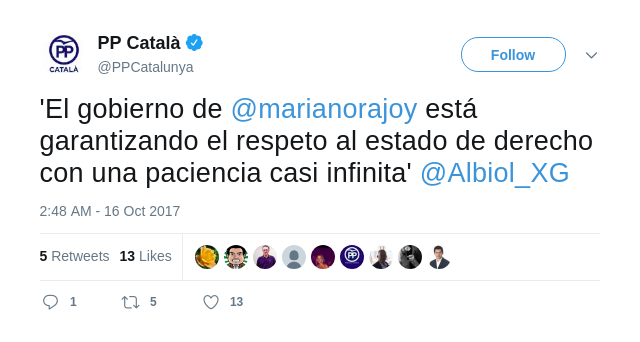 PP
CATALÀ
PP Català
@PPCatalunya
Follow
'El gobierno de @marianorajoy está
garantizando el respeto al estado de derecho
con una paciencia casi infinita' @Albiol_XG
2:48 AM - 16 Oct 2017
5 Retweets 13 Likes
PP
1 5 13